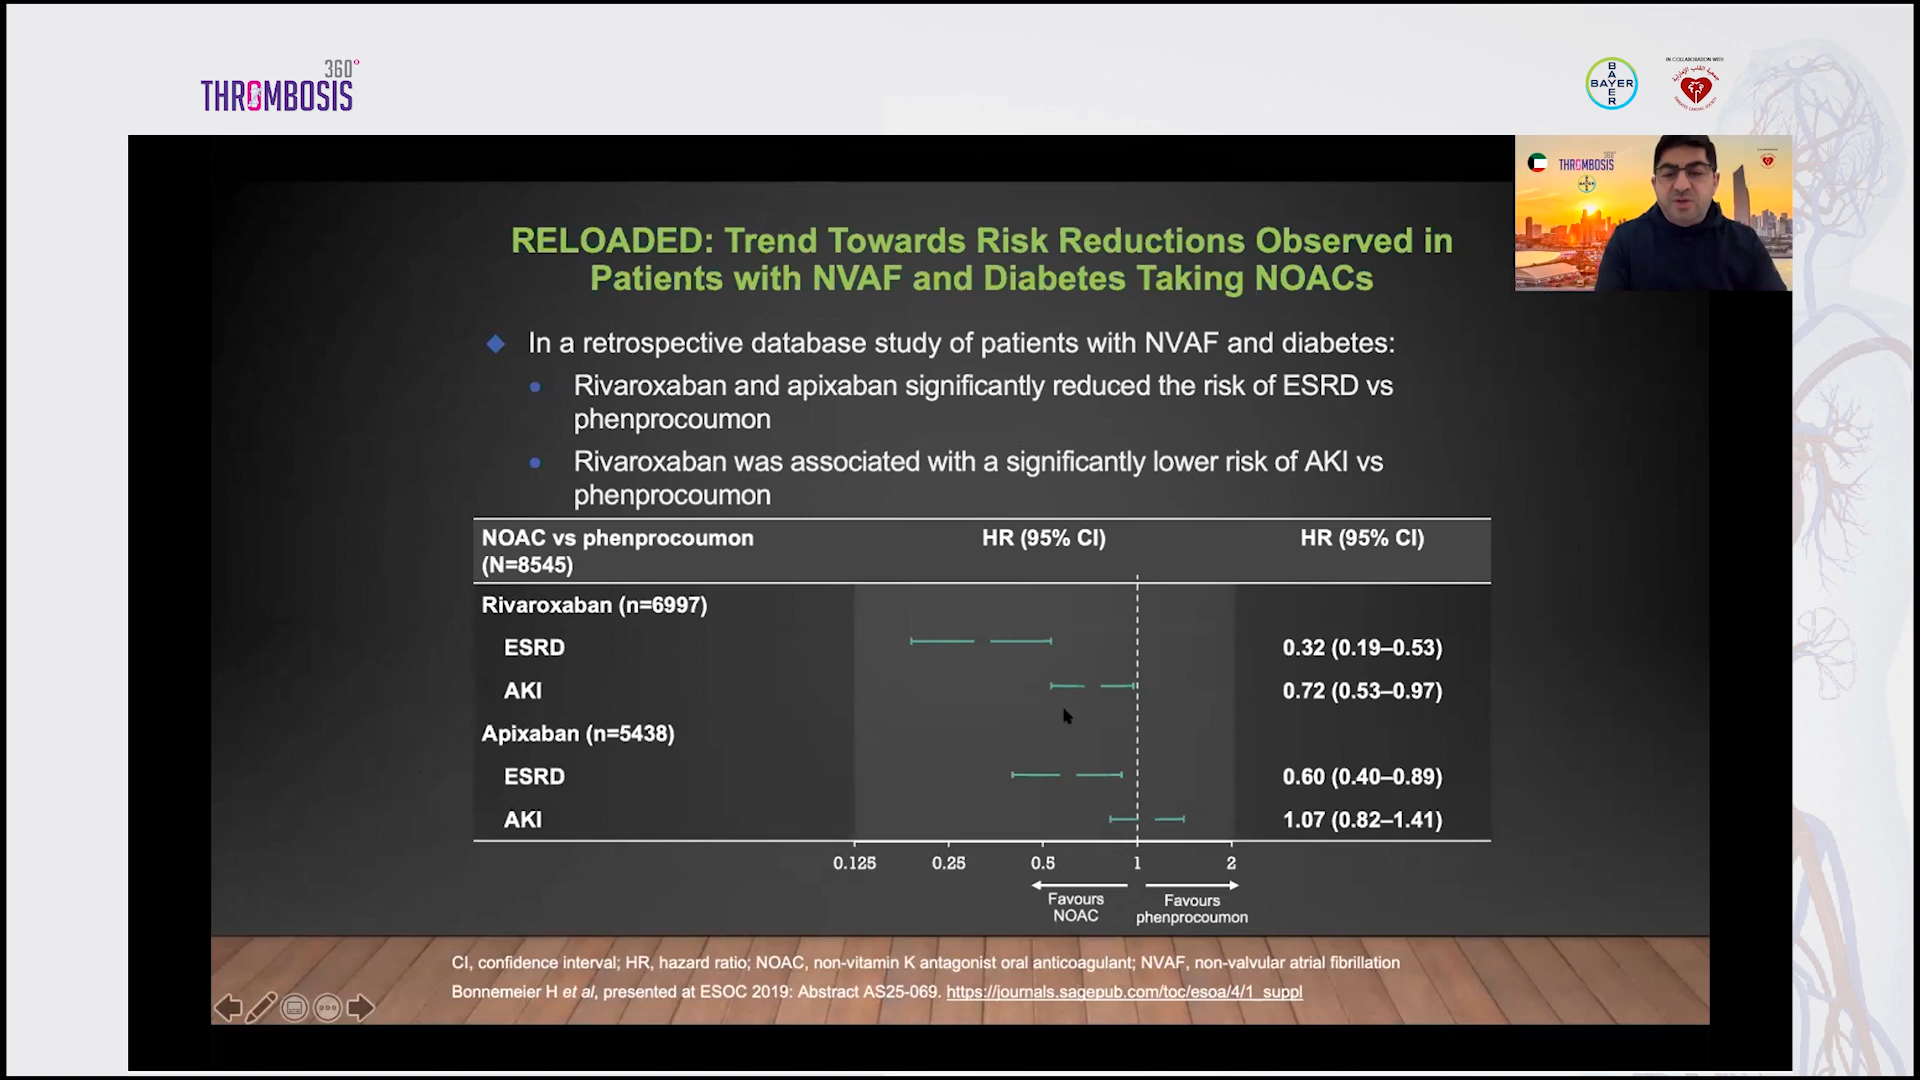 360°
THROMBOSIS
BAYER
IN COLLABORATION WITH
THROMBOSIS
RELOADED: Trend Towards Risk Reductions Observed in
Patients with NVAF and Diabetes Taking NOACs
In a retrospective database study of patients with NVAF and diabetes:
Rivaroxaban and apixaban significantly reduced the risk of ESRD vs
phenprocoumon
Rivaroxaban was associated with a significantly lower risk of AKI vs
phenprocoumon
NOAC vs phenprocoumon
(N=8545)
HR (95% CI)
HR (95% CI)
Rivaroxaban (n=6997)
ESRD
0.32 (0.19–0.53)
AKI
0.72 (0.53–0.97)
Apixaban (n=5438)
ESRD
0.60 (0.40–0.89)
AKI
1.07 (0.82–1.41)
0.125 0.25 0.5 1 2
Favours
NOAC
Favours
phenprocoumon
CI, confidence interval; HR, hazard ratio; NOAC, non-vitamin K antagonist oral anticoagulant; NVAF, non-valvular atrial fibrillation
Bonnemeier H et al, presented at ESOC 2019: Abstract AS25-069. https://journals.sagepub.com/toc/esoa/4/1_suppl